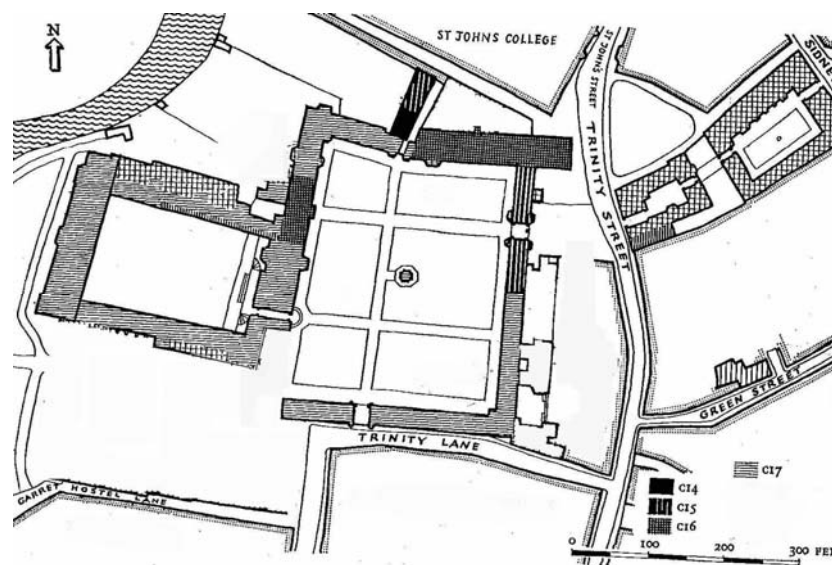 N
ST JOHNS COLLEGE
ST JOHN'S STREET
TRINITY STREET
GREEN STREET
TRINITY LANE
GARRET HOSTEL LANE
C17
C14
C15
C16
0 100 200 300